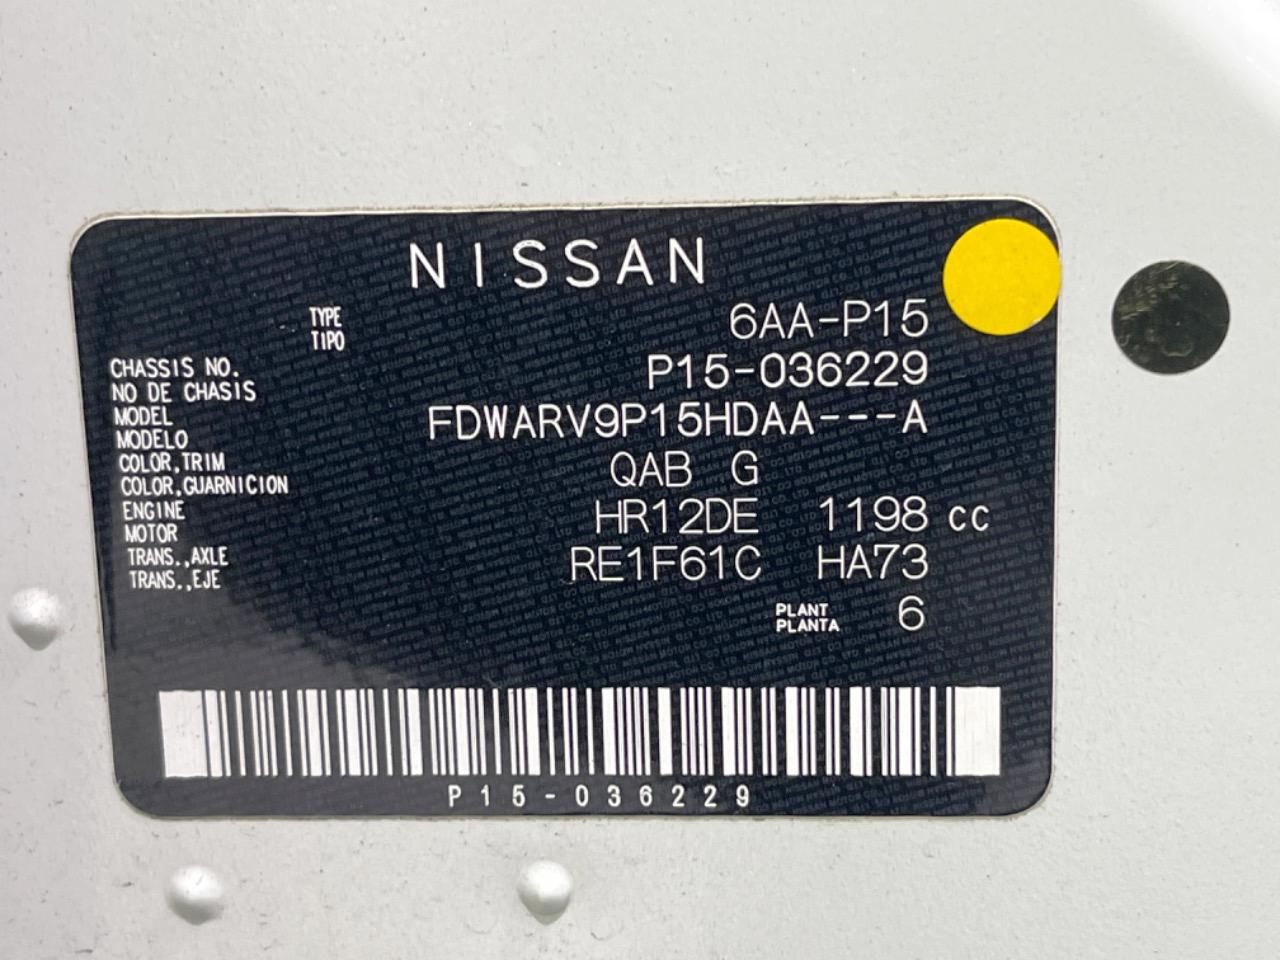 NISSAN
TYPE
TIPO
6AA-P15
CHASSIS NO.
NO DE CHASIS
P15-036229
MODEL
MODELO
FDWARV9P15HDAA---A
COLOR,TRIM
COLOR,GUARNICION
QAB G
ENGINE
MOTOR
HR12DE 1198 cc
TRANS.,AXLE
TRANS.,EJE
RE1F61C HA73
PLANT
PLANTA
6
P15-036229